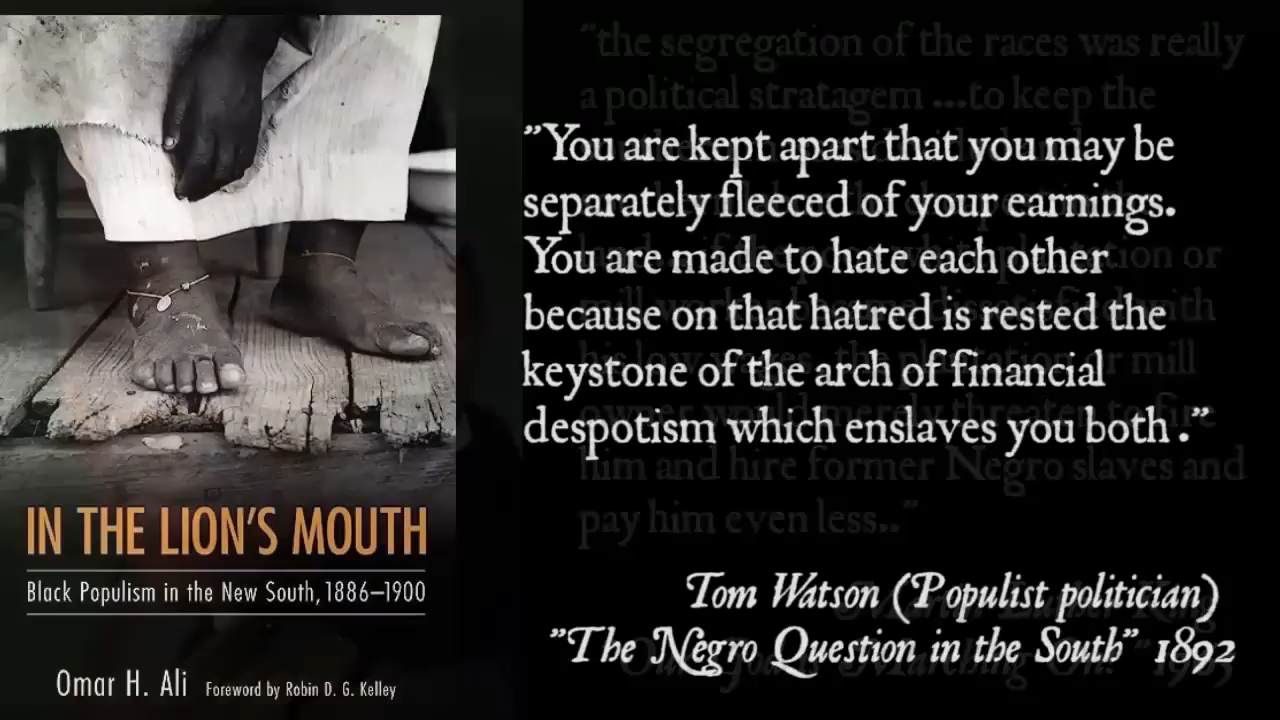 IN THE LION'S MOUTH
Black Populism in the New South, 1886–1900
Omar H. Ali Foreword by Robin D. G. Kelley
"You are kept apart that you may be
separately fleeced of your earnings.
You are made to hate each other
because on that hatred is rested the
keystone of the arch of financial
despotism which enslaves you both."
Tom Watson (Populist politician)
"The Negro Question in the South" 1892
"the segregation of the races was really
a political stratagem ...to keep the
him and hire former Negro slaves and
pay him even less.."